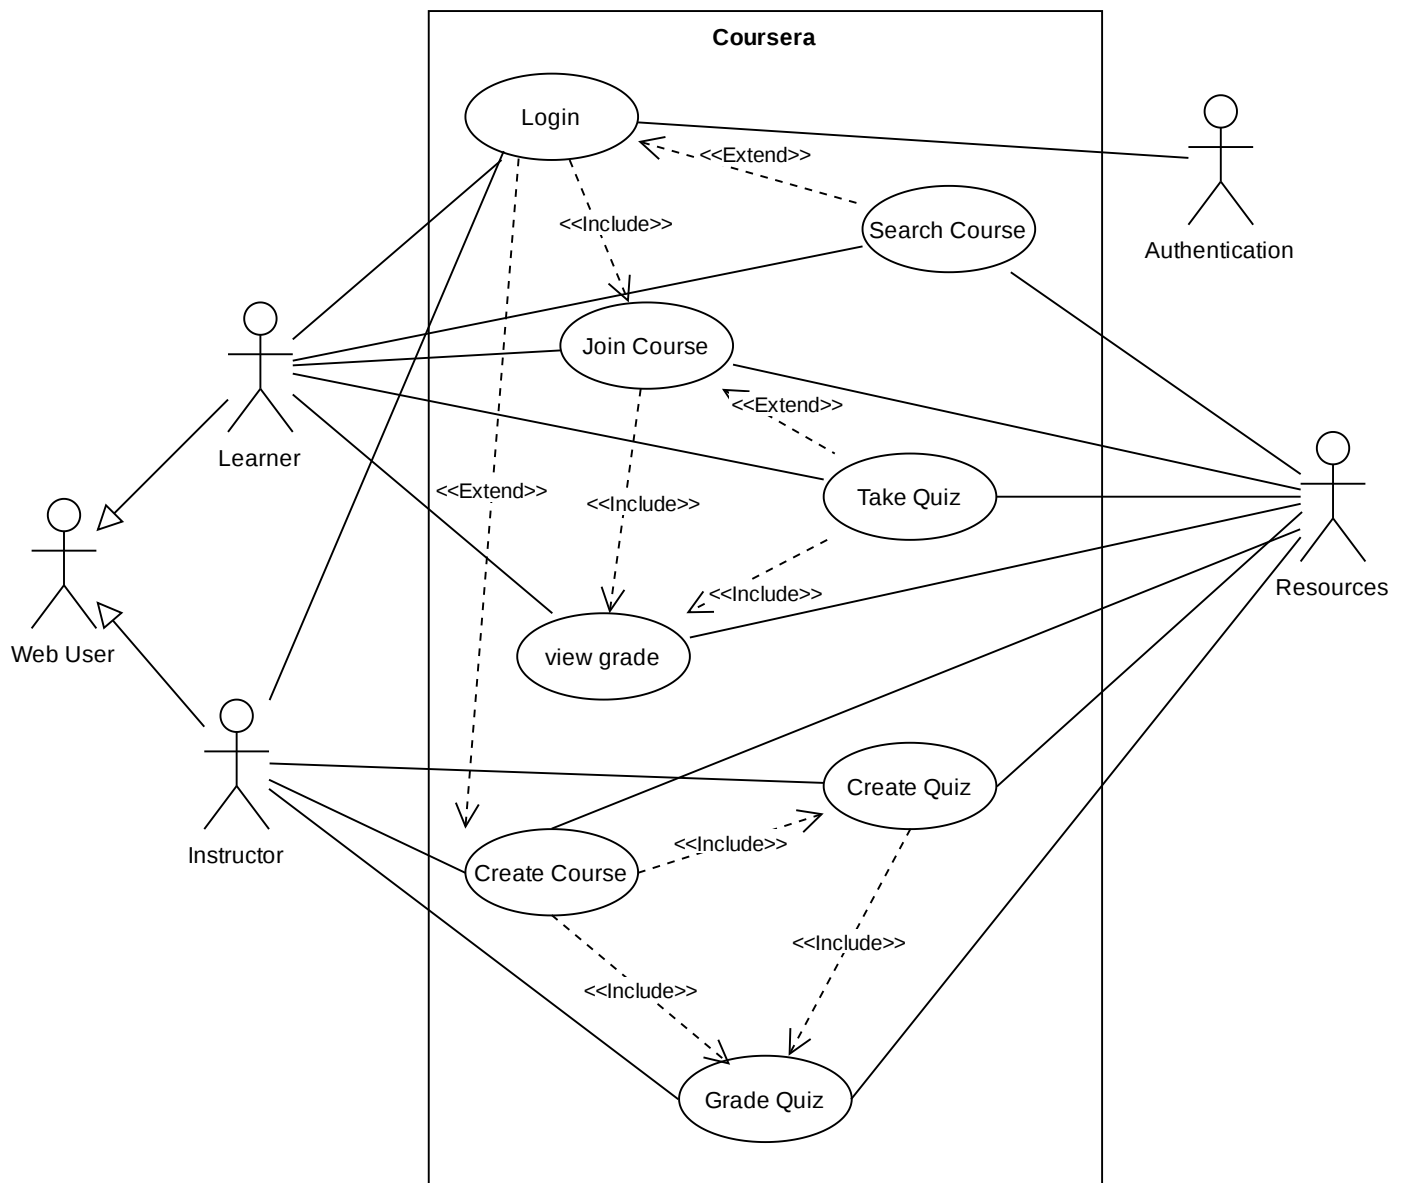 Coursera
Login
<<Extend>>
Search Course
Authentication
<<Include>>
Join Course
<<Extend>>
Learner
<<Extend>>
<<Include>>
Take Quiz
Resources
<<Include>>
Web User
view grade
Create Quiz
Instructor
<<Include>>
Create Course
<<Include>>
<<Include>>
Grade Quiz